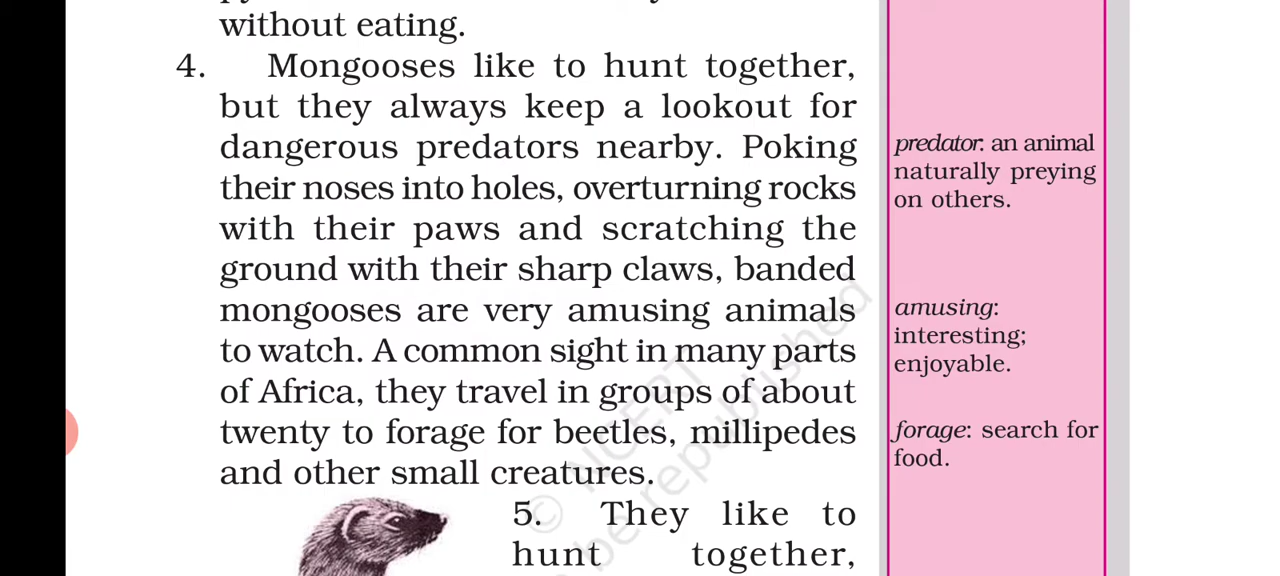 without eating.
4. Mongooses like to hunt together,
but they always keep a lookout for
dangerous predators nearby. Poking
their noses into holes, overturning rocks
with their paws and scratching the
ground with their sharp claws, banded
mongooses are very amusing animals
to watch. A common sight in many parts
of Africa, they travel in groups of about
twenty to forage for beetles, millipedes
and other small creatures.
5. They like to
hunt together,
predator: an animal
naturally preying
on others.
amusing:
interesting;
enjoyable.
forage: search for
food.
© NCERT
be republished